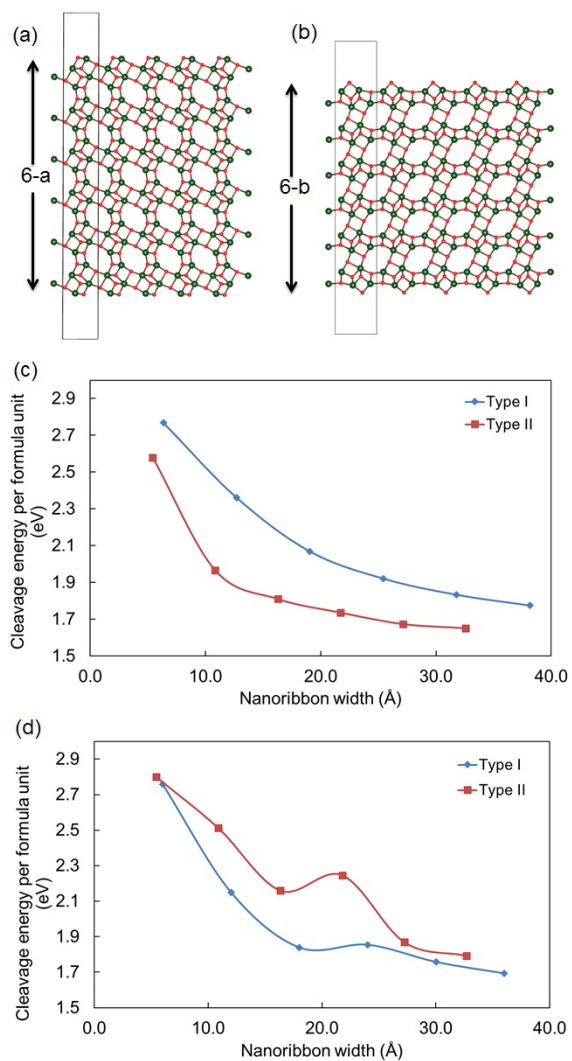 (a)
(b)
6-a
6-b
(c)
2.9
2.7
2.5
2.3
2.1
1.9
1.7
1.5
Cleavage energy per formula unit
(eV)
Type I
Type II
0.0 10.0 20.0 30.0 40.0
Nanoribbon width (Å)
(d)
2.9
2.7
2.5
2.3
2.1
1.9
1.7
1.5
Cleavage energy per formula unit
(eV)
Type I
Type II
0.0 10.0 20.0 30.0 40.0
Nanoribbon width (Å)